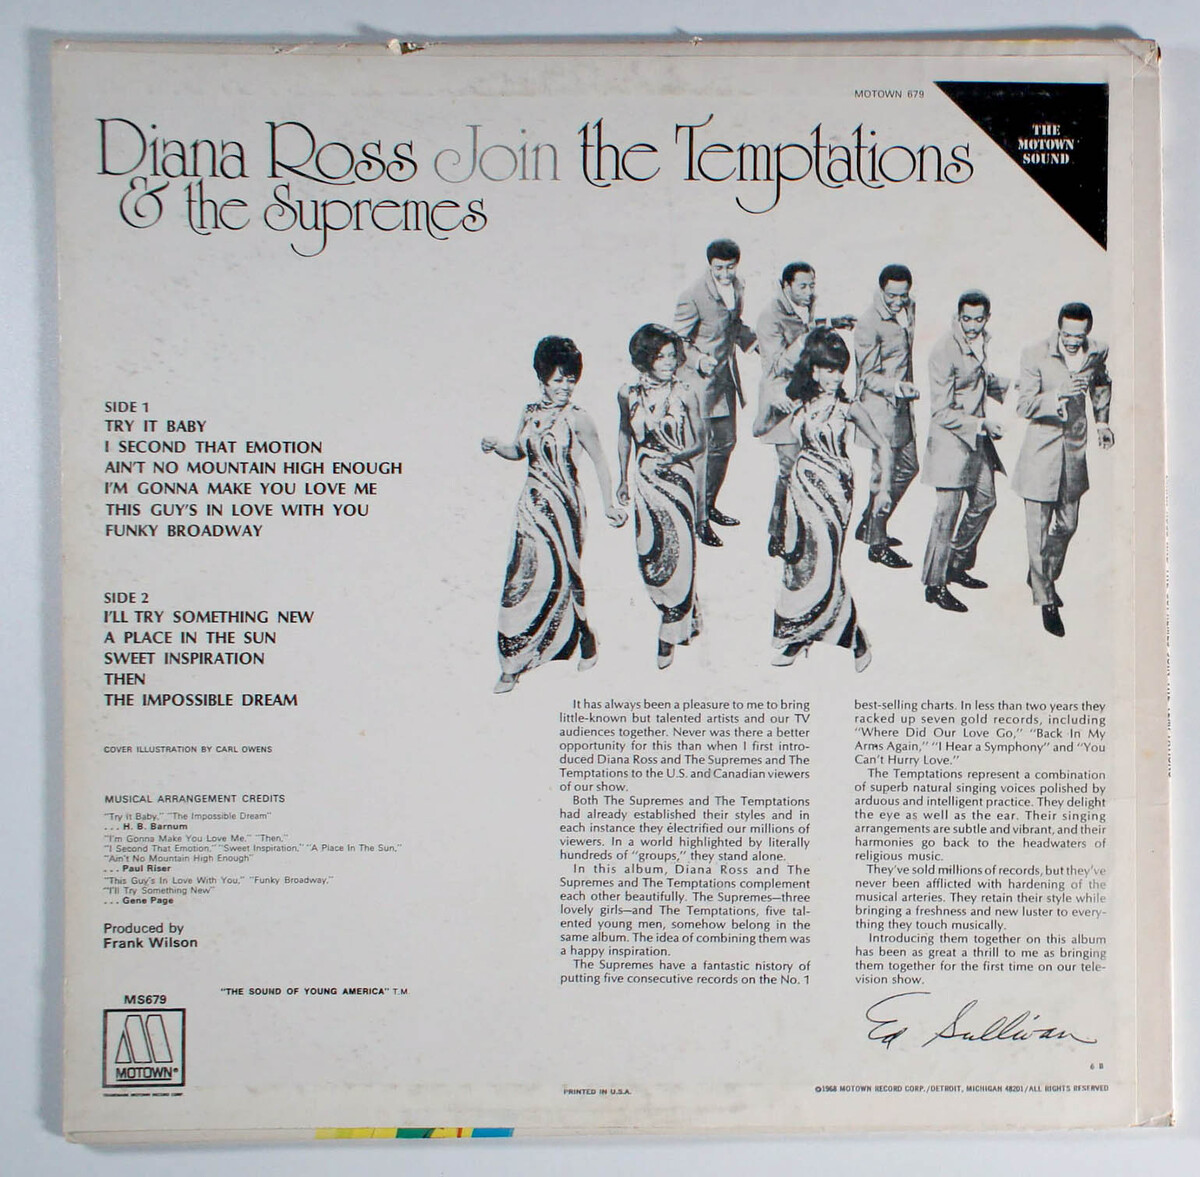 MOTOWN 679
THE
MOTOWN
SOUND
Diana Ross Join the Temptations
& the Supremes
SIDE 1
TRY IT BABY
I SECOND THAT EMOTION
AIN'T NO MOUNTAIN HIGH ENOUGH
I'M GONNA MAKE YOU LOVE ME
THIS GUY'S IN LOVE WITH YOU
FUNKY BROADWAY
SIDE 2
I'LL TRY SOMETHING NEW
A PLACE IN THE SUN
SWEET INSPIRATION
THEN
THE IMPOSSIBLE DREAM
COVER ILLUSTRATION BY CARL OWENS
MUSICAL ARRANGEMENT CREDITS
"Try It Baby," "The Impossible Dream"
... H. B. Barnum
"I'm Gonna Make You Love Me," "Then,"
"I Second That Emotion," "Sweet Inspiration," "A Place In The Sun,"
"Ain't No Mountain High Enough"
... Paul Riser
"This Guy's In Love With You," "Funky Broadway,"
"I'll Try Something New"
... Gene Page
Produced by
Frank Wilson
"THE SOUND OF YOUNG AMERICA" T.M.
MS679
MOTOWN®
TRADEMARK MOTOWN RECORD CORP.
It has always been a pleasure to me to bring
little-known but talented artists and our TV
audiences together. Never was there a better
opportunity for this than when I first intro-
duced Diana Ross and The Supremes and The
Temptations to the U.S. and Canadian viewers
of our show.
Both The Supremes and The Temptations
had already established their styles and in
each instance they electrified our millions of
viewers. In a world highlighted by literally
hundreds of "groups," they stand alone.
In this album, Diana Ross and The
Supremes and The Temptations complement
each other beautifully. The Supremes—three
lovely girls—and The Temptations, five tal-
ented young men, somehow belong in the
same album. The idea of combining them was
a happy inspiration.
The Supremes have a fantastic history of
putting five consecutive records on the No. 1
best-selling charts. In less than two years they
racked up seven gold records, including
"Where Did Our Love Go," "Back In My
Arms Again," "I Hear a Symphony" and "You
Can't Hurry Love."
The Temptations represent a combination
of superb natural singing voices polished by
arduous and intelligent practice. They delight
the eye as well as the ear. Their singing
arrangements are subtle and vibrant, and their
harmonies go back to the headwaters of
religious music.
They've sold millions of records, but they've
never been afflicted with hardening of the
musical arteries. They retain their style while
bringing a freshness and new luster to every-
thing they touch musically.
Introducing them together on this album
has been as great a thrill to me as bringing
them together for the first time on our tele-
vision show.
Ed Sullivan
6 B
PRINTED IN U.S.A.
©1968 MOTOWN RECORD CORP./DETROIT, MICHIGAN 48201/ALL RIGHTS RESERVED